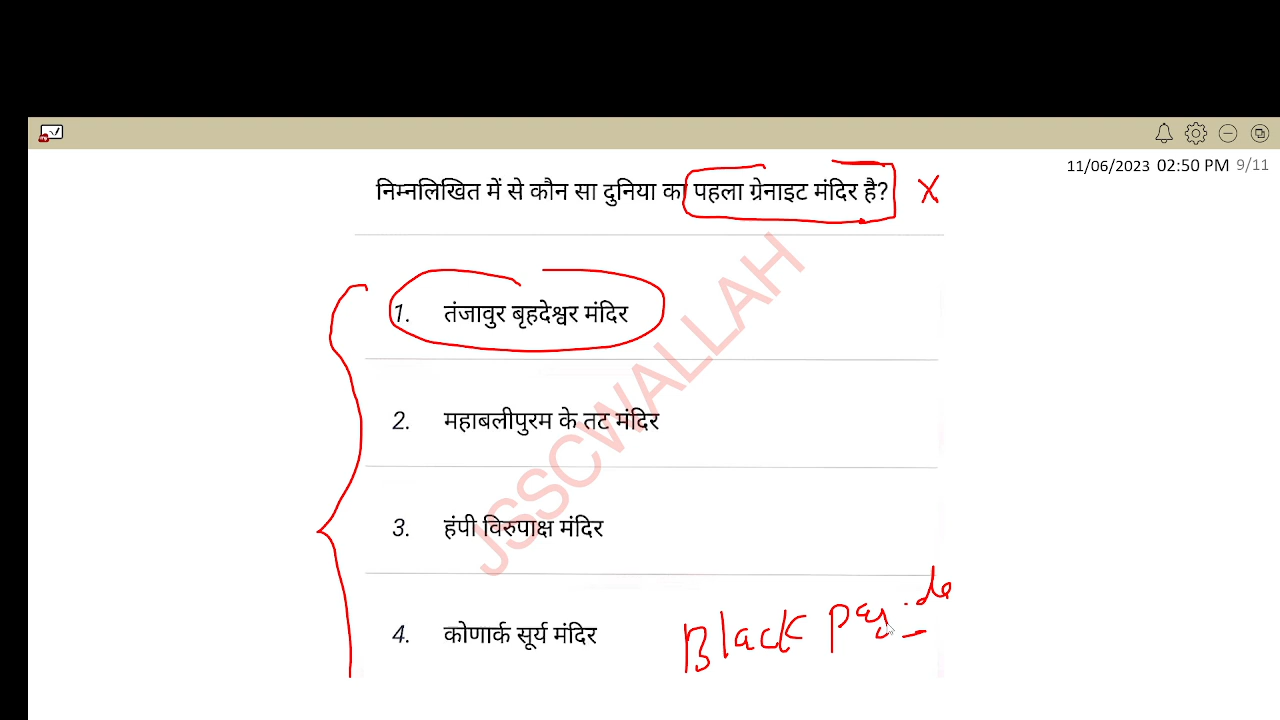 11/06/2023 02:50 PM 9/11
निम्नलिखित में से कौन सा दुनिया का पहला ग्रेनाइट मंदिर है? X
1. तंजावुर बृहदेश्वर मंदिर
2. महाबलीपुरम के तट मंदिर
3. हंपी विरुपाक्ष मंदिर
4. कोणार्क सूर्य मंदिर
Black
JSSCWALLAH